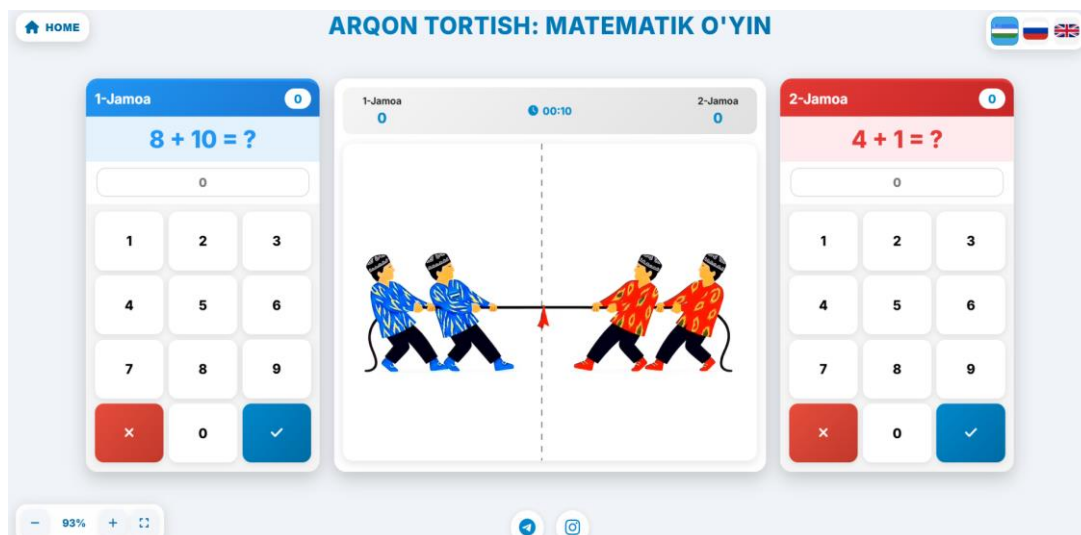 HOME
ARQON TORTISH: MATEMATIK O'YIN
1-Jamoa 0
8 + 10 = ?
0
1 2 3
4 5 6
7 8 9
× 0 ✓
1-Jamoa
0
00:10
2-Jamoa
0
2-Jamoa 0
4 + 1 = ?
0
1 2 3
4 5 6
7 8 9
× 0 ✓
− 93% +